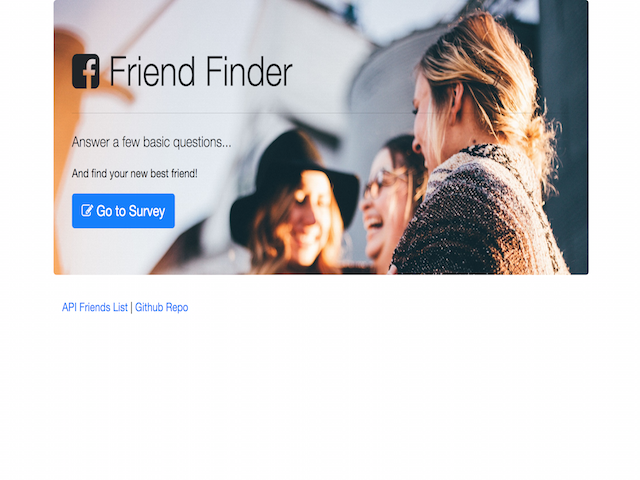 Friend Finder
Answer a few basic questions...
And find your new best friend!
Go to Survey
API Friends List | Github Repo